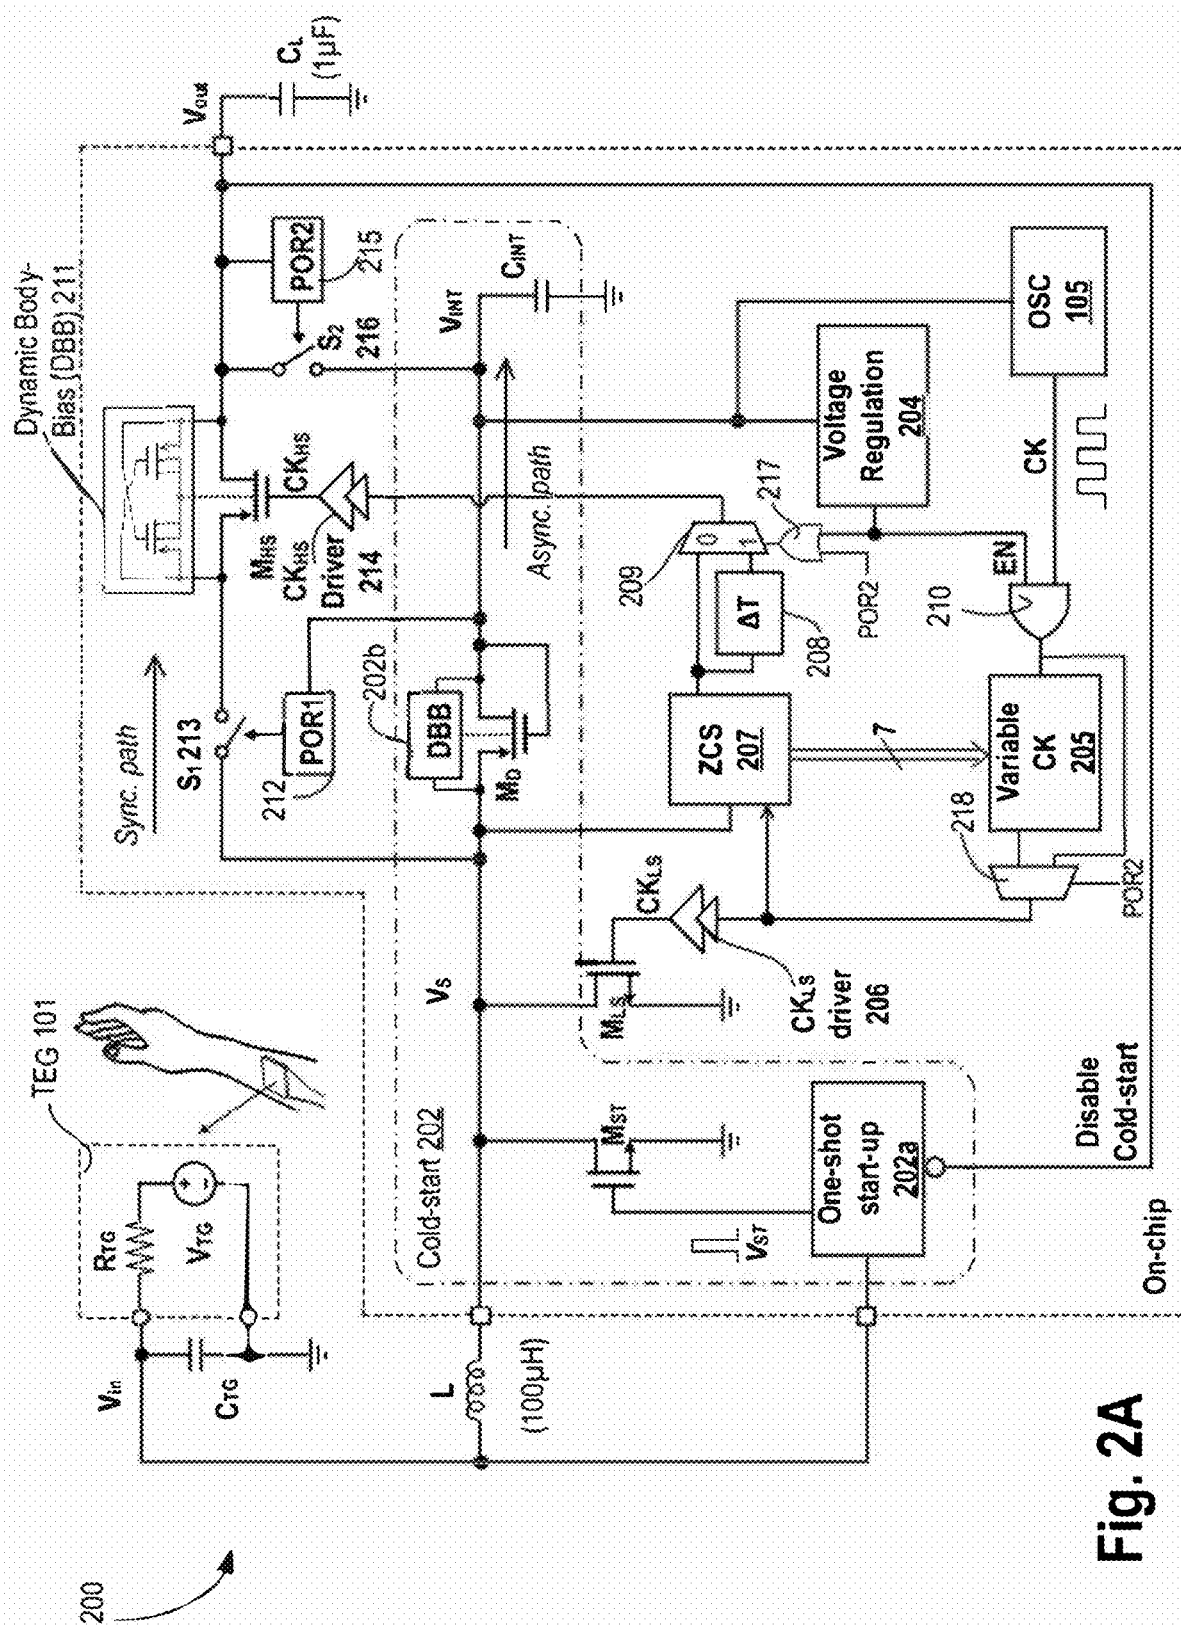 200
TEG 101
RTG
VTG
Vin
CTG
L
(100µH)
Cold-start 202
VS
MST
VST
One-shot
start-up
202a
Disable
Cold-start
On-chip
MLS
CKLS
CKLS
driver
206
Sync. path
S1 213
POR1
212
DBB
202b
MD
Dynamic Body-
Bias (DBB) 211
MHS
CKHS
CKHS
Driver
214
Async. path
POR2
215
S2
216
VINT
CINT
Vout
CL
(1µF)
ZCS
207
7
ΔT
208
209
0
1
217
POR2
Voltage
Regulation
204
OSC
105
CK
EN
210
Variable
CK
205
218
POR2
Fig. 2A